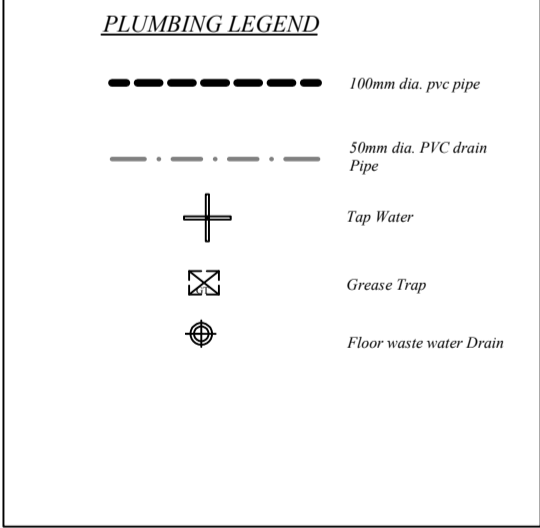 PLUMBING LEGEND
100mm dia. pvc pipe
50mm dia. PVC drain
Pipe
Tap Water
Grease Trap
Floor waste water Drain